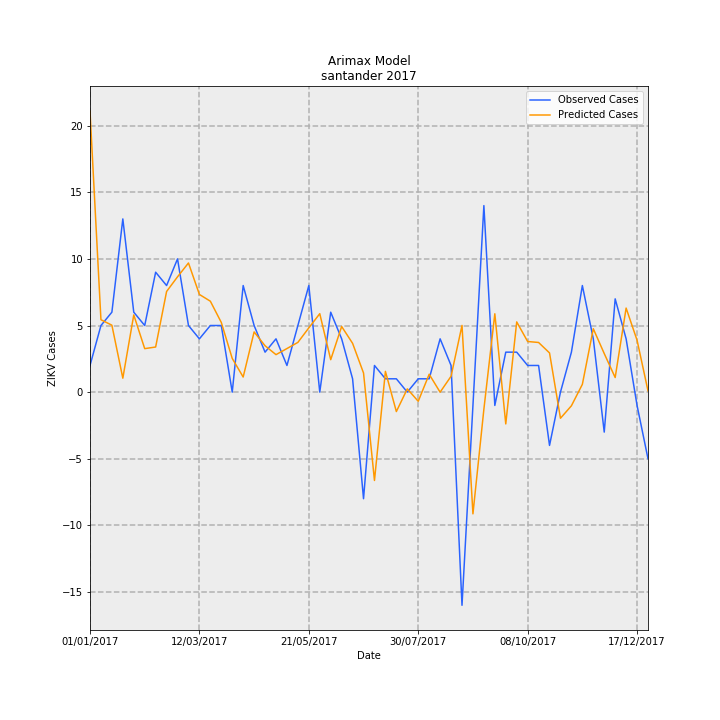 Arimax Model
santander 2017
Observed Cases
Predicted Cases
ZIKV Cases
20
15
10
5
0
−5
−10
−15
01/01/2017 12/03/2017 21/05/2017 30/07/2017 08/10/2017 17/12/2017
Date